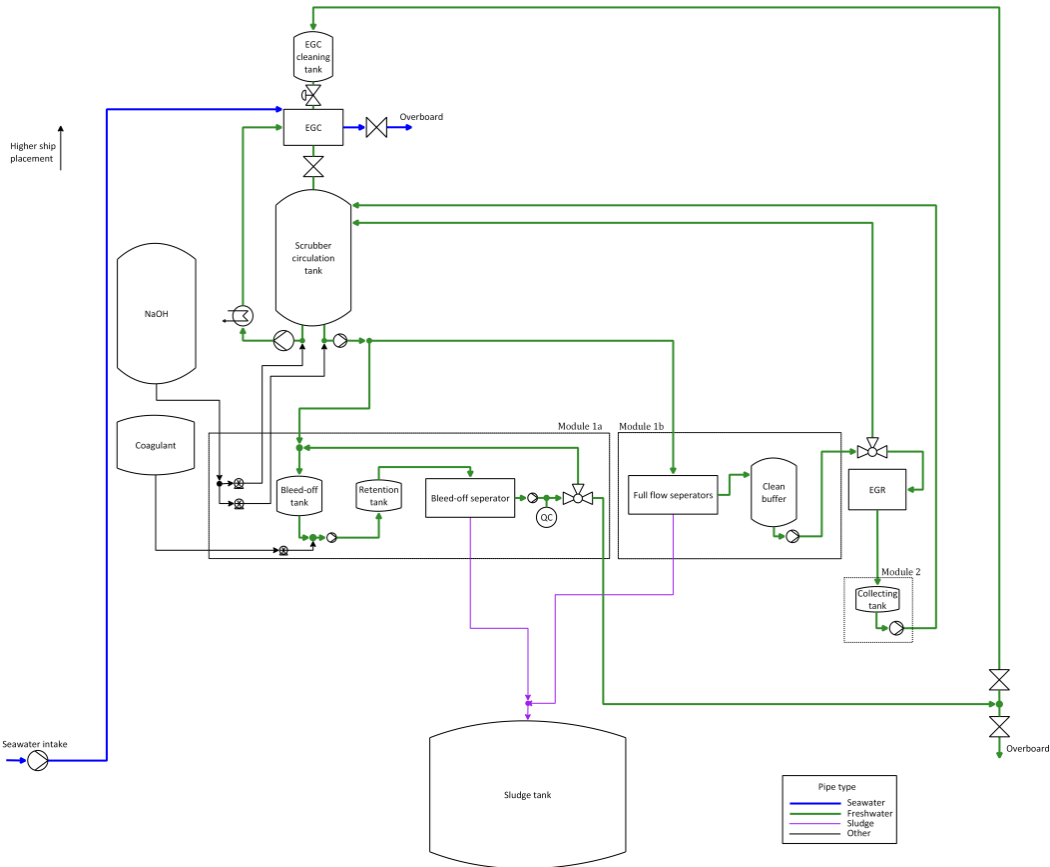 EGC
cleaning
tank
Overboard
EGC
Higher ship
placement
Scrubber
circulation
tank
NaOH
Coagulant
Module 1a
Module 1b
Bleed-off
tank
Retention
tank
Bleed-off seperator
QC
Full flow seperators
Clean
buffer
EGR
Module 2
Collecting
tank
Seawater intake
Overboard
Sludge tank
Pipe type
Seawater
Freshwater
Sludge
Other